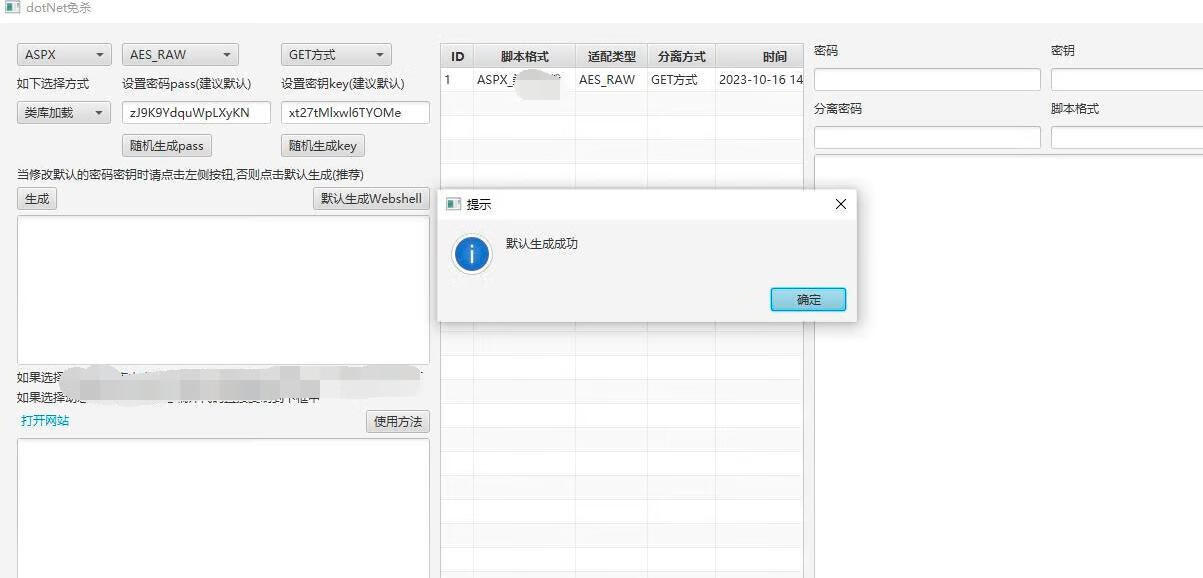 dotNet免杀
ASPX AES_RAW GET方式
如下选择方式 设置密码pass(建议默认) 设置密钥key(建议默认)
类库加载 zJ9K9YdquWpLXyKN xt27tMlxwl6TYOMe
随机生成pass 随机生成key
当修改默认的密码密钥时请点击左侧按钮,否则点击默认生成(推荐)
生成 默认生成Webshell
如果选择
如果选择
打开网站 使用方法
ID 脚本格式 适配类型 分离方式 时间
1 ASPX_ AES_RAW GET方式 2023-10-16 14
提示
默认生成成功
确定
密码 密钥
分离密码 脚本格式